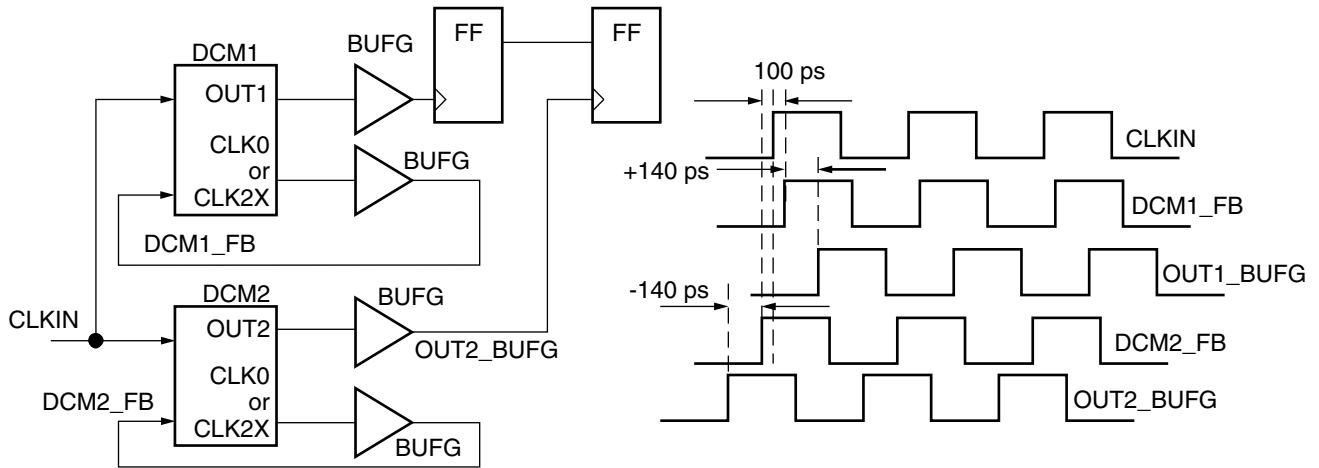 DCM1
OUT1
CLK0
or
CLK2X
BUFG
FF
FF
BUFG
DCM1_FB
DCM2
CLKIN
OUT2
CLK0
or
CLK2X
BUFG
OUT2_BUFG
DCM2_FB
BUFG
100 ps
CLKIN
+140 ps
DCM1_FB
OUT1_BUFG
-140 ps
DCM2_FB
OUT2_BUFG